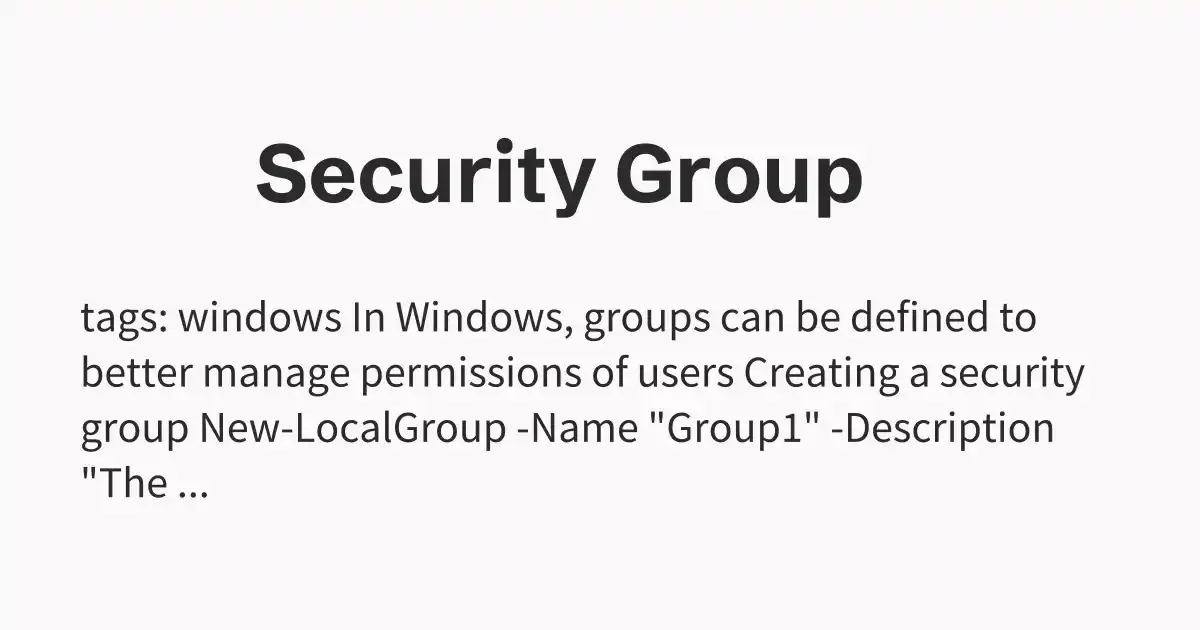 Security Group
tags: windows In Windows, groups can be defined to
better manage permissions of users Creating a security
group New-LocalGroup -Name "Group1" -Description
"The ...